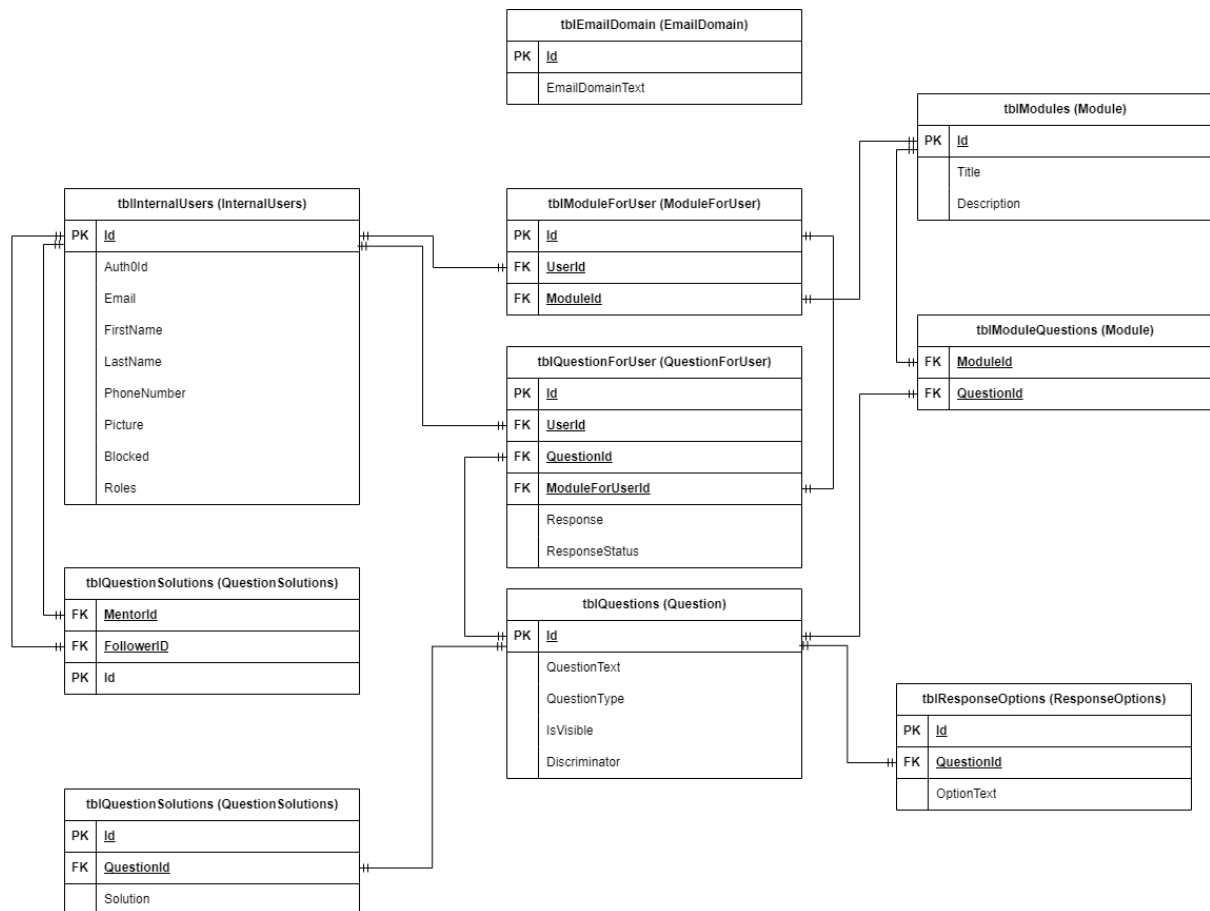 tblEmailDomain (EmailDomain)
PK Id
EmailDomainText
tblModules (Module)
PK Id
Title
Description
tblInternalUsers (InternalUsers)
PK Id
Auth0Id
Email
FirstName
LastName
PhoneNumber
Picture
Blocked
Roles
tblModuleForUser (ModuleForUser)
PK Id
FK UserId
FK ModuleId
tblModuleQuestions (Module)
FK ModuleId
FK QuestionId
tblQuestionForUser (QuestionForUser)
PK Id
FK UserId
FK QuestionId
FK ModuleForUserId
Response
ResponseStatus
tblQuestionSolutions (QuestionSolutions)
FK MentorId
FK FollowerID
PK Id
tblQuestions (Question)
PK Id
QuestionText
QuestionType
IsVisible
Discriminator
tblResponseOptions (ResponseOptions)
PK Id
FK QuestionId
OptionText
tblQuestionSolutions (QuestionSolutions)
PK Id
FK QuestionId
Solution